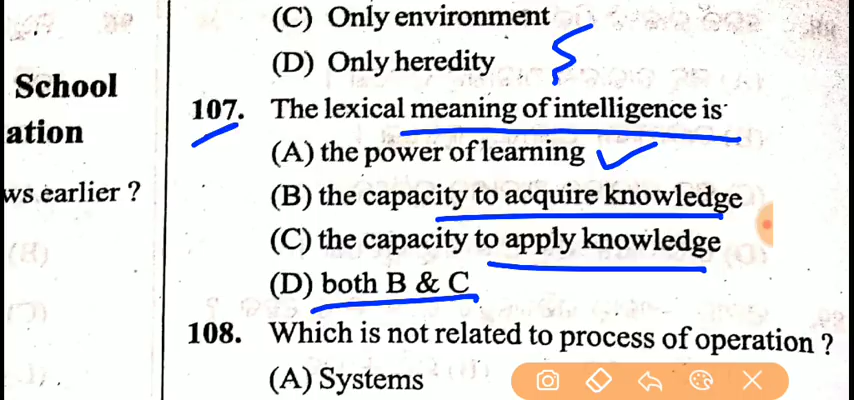 (C) Only environment
(D) Only heredity
School
ation
ws earlier ?
107. The lexical meaning of intelligence is
(A) the power of learning
(B) the capacity to acquire knowledge
(C) the capacity to apply knowledge
(D) both B & C
108. Which is not related to process of operation ?
(A) Systems